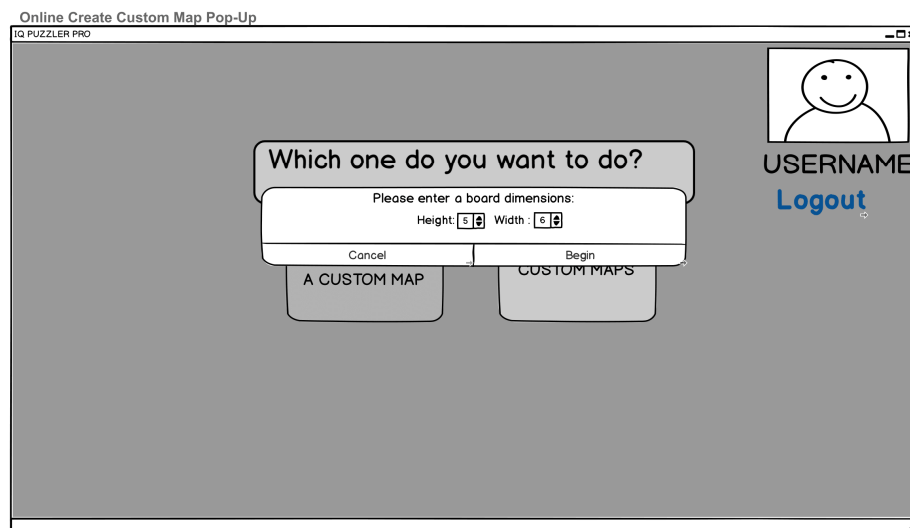 Online Create Custom Map Pop-Up
IQ PUZZLER PRO
Which one do you want to do?
USERNAME
Logout
Please enter a board dimensions:
Height: 5 Width : 6
Cancel Begin
A CUSTOM MAP
CUSTOM MAPS